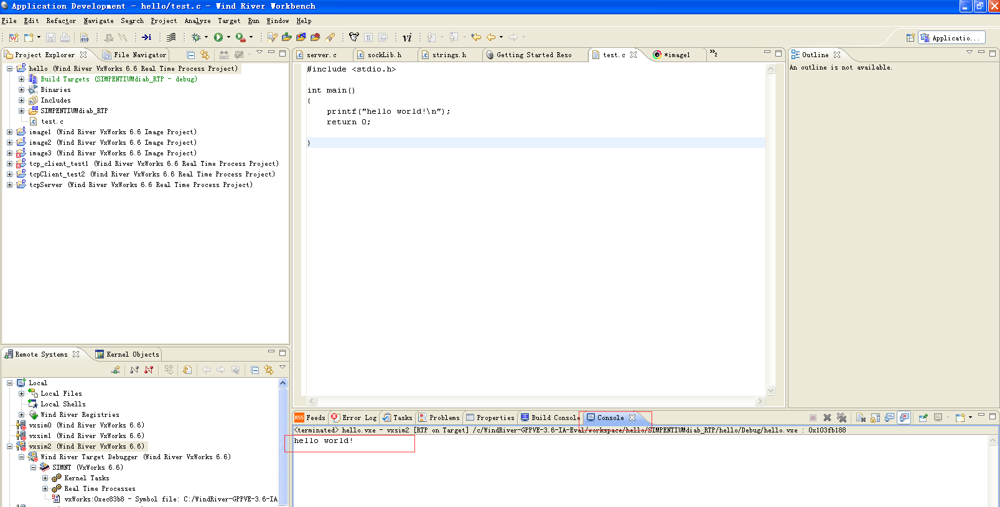 Application Development - hello/test.c - Wind River Workbench
File Edit Refactor Navigate Search Project Analyze Target Run Window Help
Applicatio...
Project Explorer
File Navigator
hello (Wind River VxWorks 6.6 Real Time Process Project)
Build Targets (SIMPENTIUMdiab_RTP - debug)
Binaries
Includes
SIMPENTIUMdiab_RTP
test.c
image1 (Wind River VxWorks 6.6 Image Project)
image2 (Wind River VxWorks 6.6 Image Project)
image3 (Wind River VxWorks 6.6 Image Project)
tcp_client_test1 (Wind River VxWorks 6.6 Real Time Process Project)
tcpClient_test2 (Wind River VxWorks 6.6 Real Time Process Project)
tcpServer (Wind River VxWorks 6.6 Real Time Process Project)
server.c
sockLib.h
strings.h
Getting Started Reso
test.c
*image1
»2
#include <stdio.h>
int main()
{
printf("hello world!\n");
return 0;
}
Outline
An outline is not available.
Remote Systems
Kernel Objects
Local
Local Files
Local Shells
Wind River Registries
vxsim0 (Wind River VxWorks 6.6)
vxsim1 (Wind River VxWorks 6.6)
vxsim2 (Wind River VxWorks 6.6)
Wind River Target Debugger (Wind River VxWorks 6.6)
SIMNT (VxWorks 6.6)
Kernel Tasks
Real Time Processes
vxWorks:0xec83b8 - Symbol file: C:/WindRiver-GPPVE-3.6-IA
RSS Feeds
Error Log
Tasks
Problems
Properties
Build Console
Console
<terminated> hello.vxe - vxsim2 [RTP on Target] /c/WindRiver-GPPVE-3.6-IA-Eval/workspace/hello/SIMPENTIUMdiab_RTP/hello/Debug/hello.vxe : 0x103fb188
hello world!